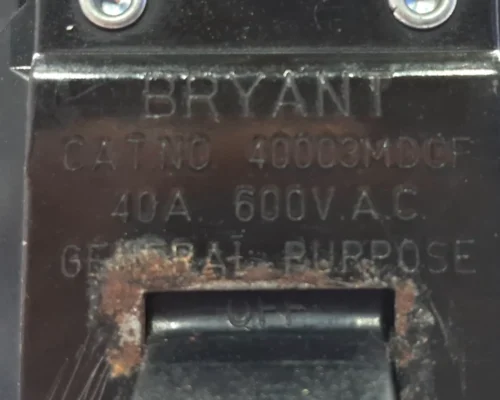 BRYANT
CAT.NO 40003MDCF
40A. 600V.A.C.
GENERAL PURPOSE
OFF